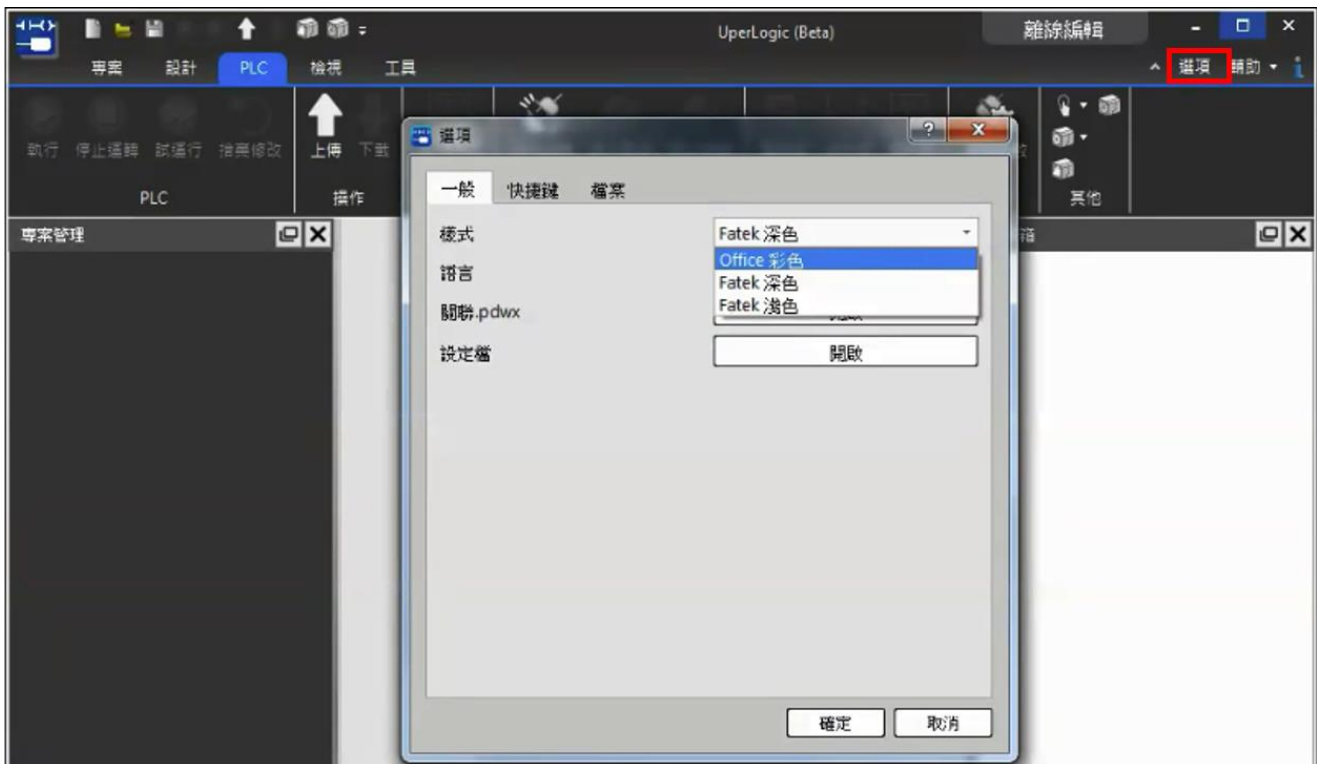 UperLogic (Beta) 離線編輯
專案 設計 PLC 檢視 工具 選項 輔助
執行 停止運轉 試運行 捨棄修改 上傳 下載
PLC 操作 其他
專案管理 箱
選項
一般 快捷鍵 檔案
樣式 Fatek 深色
Office 彩色
語言 Fatek 深色
Fatek 淺色
關聯.pdwx
設定檔 開啟
確定 取消